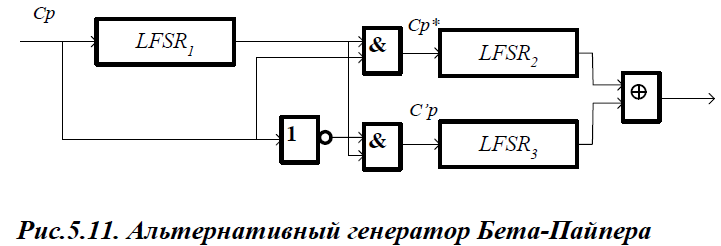 Cp
LFSR1
&
Cp*
LFSR2
⊕
C'p
1
&
LFSR3
Рис.5.11. Альтернативный генератор Бета-Пайпера